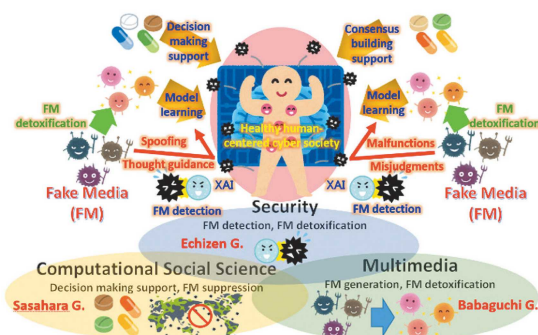 Decision
making
support
Consensus
building
support
Model
learning
Model
learning
FM
detoxification
FM
detoxification
Healthy human-
centered cyber society
Spoofing
Thought guidance
Malfunctions
Misjudgments
Fake Media
(FM)
XAI
XAI
Fake Media
(FM)
FM detection
FM detection
Security
FM detection, FM detoxification
Echizen G.
Computational Social Science
Decision making support, FM suppression
Sasahara G.
Multimedia
FM generation, FM detoxification
Babaguchi G.